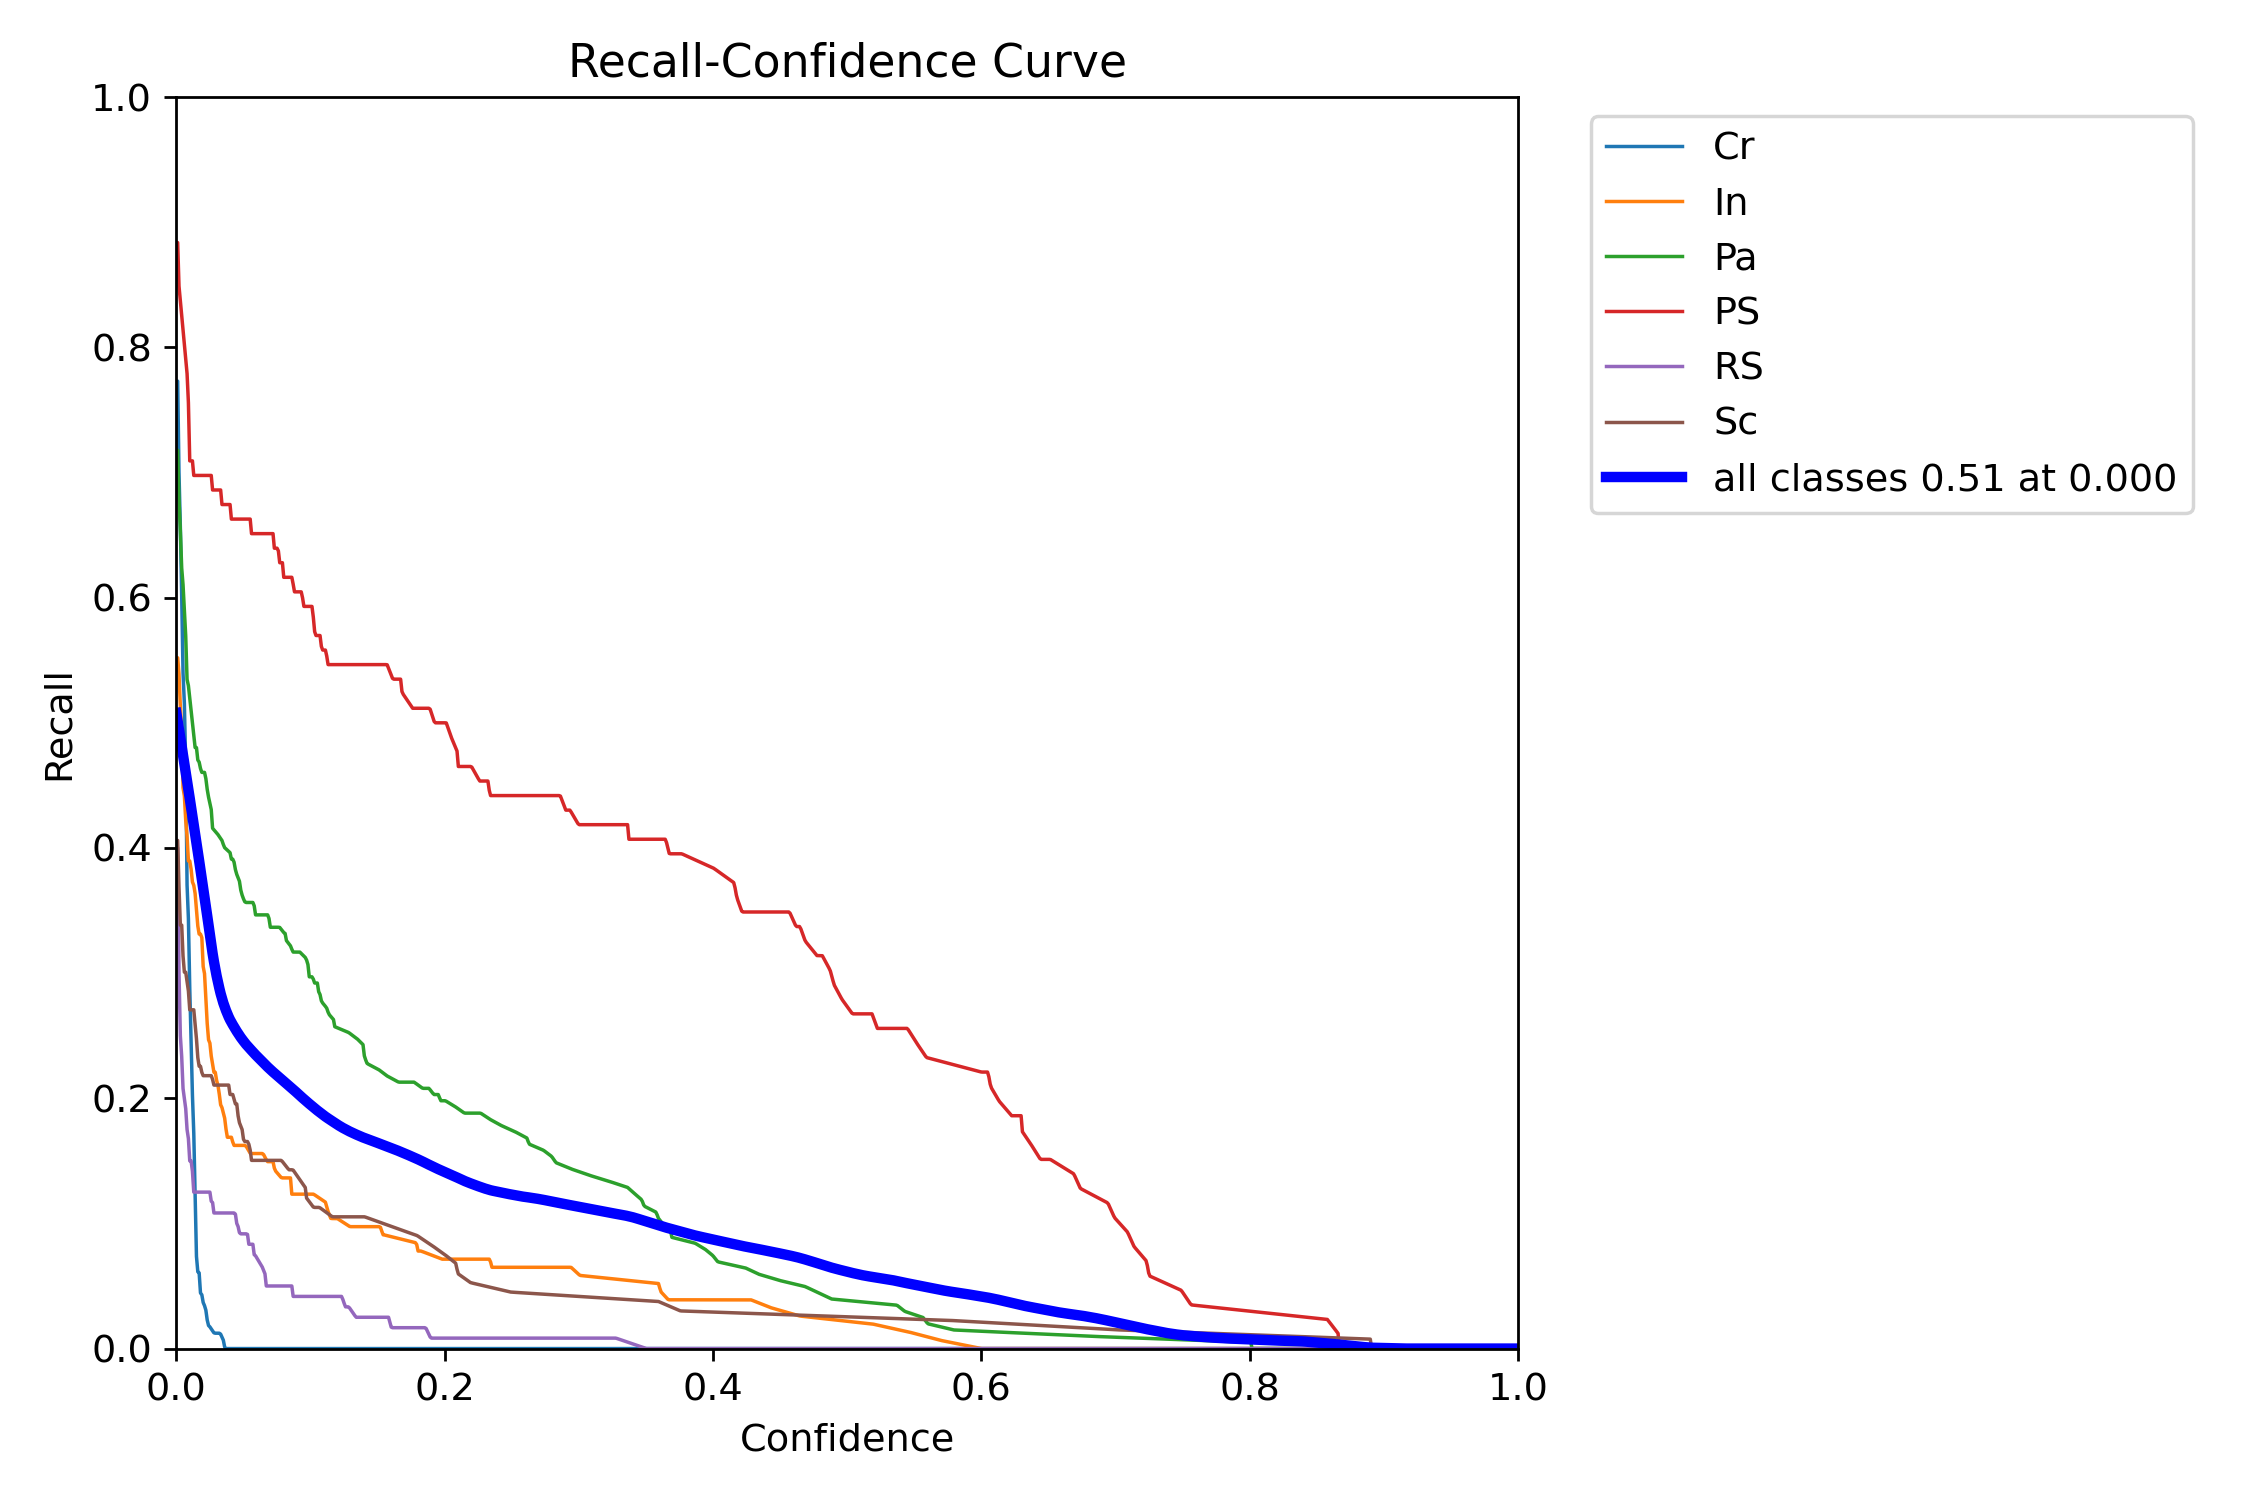 Recall-Confidence Curve
1.0
0.8
0.6
0.4
0.2
0.0
Recall
0.0 0.2 0.4 0.6 0.8 1.0
Confidence
Cr
In
Pa
PS
RS
Sc
all classes 0.51 at 0.000